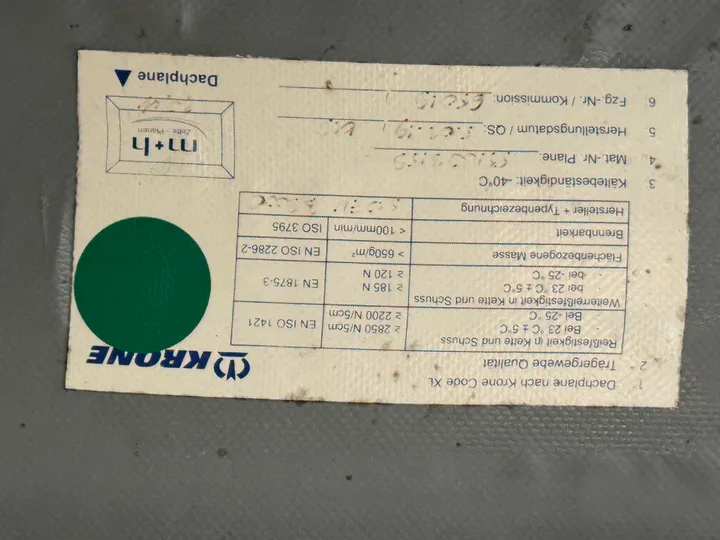 KRONE
1. Dachplane nach Krone Code XL
2. Trägergewebe Qualität
Reißfestigkeit in Kette und Schuss
- Bei 23 °C ± 5°C ≥ 2850 N/5cm EN ISO 1421
- Bei -25 °C ≥ 2200 N/5cm
Weiterreißfestigkeit in Kette und Schuss
- bei 23 °C ± 5°C ≥ 185 N EN 1875-3
- bei -25 °C ≥ 120 N
Flächenbezogene Masse > 650g/m² EN ISO 2286-2
Brennbarkeit < 100mm/min ISO 3795
Hersteller + Typenbezeichnung
3. Kältebeständigkeit: -40°C
4. Mat.-Nr Plane:
5. Herstellungsdatum / QS:
6. Fzg.-Nr. / Kommission:
m+h
Zelte - Planen
Dachplane